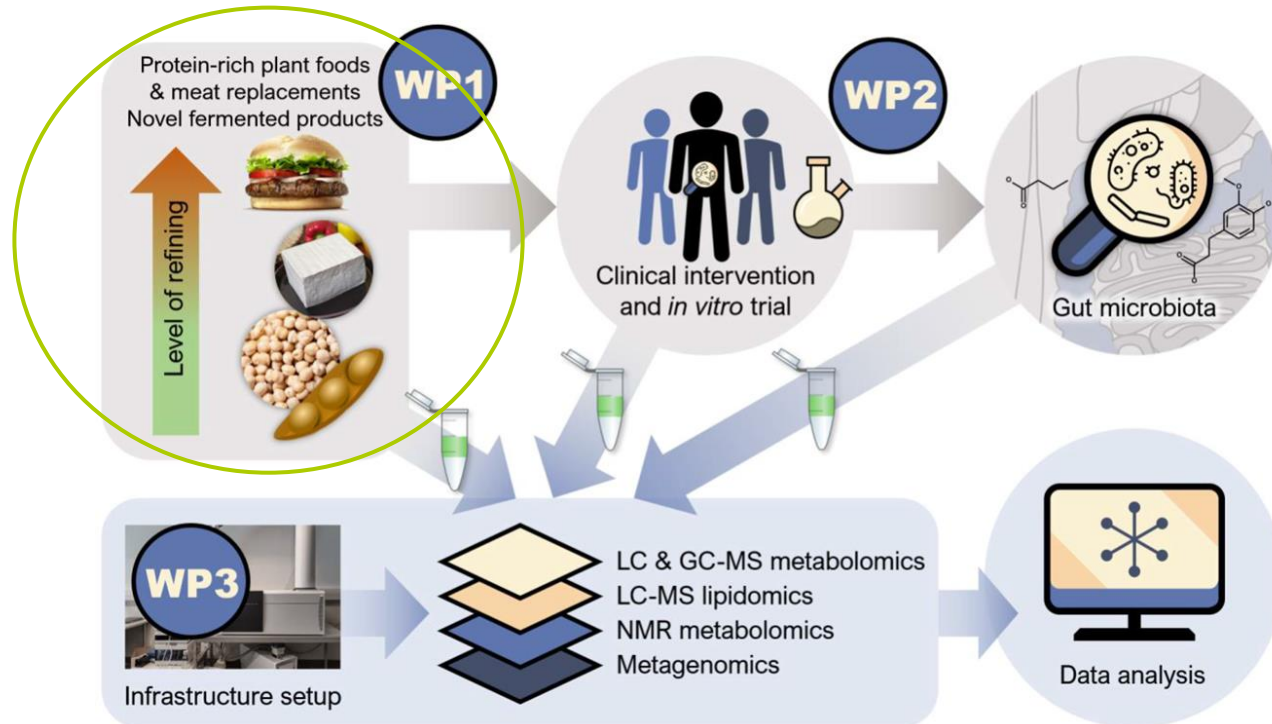 Protein-rich plant foods
& meat replacements
Novel fermented products
WP1
Level of refining
WP2
Clinical intervention
and in vitro trial
O
O
O
O
O
O
Gut microbiota
WP3
Infrastructure setup
LC & GC-MS metabolomics
LC-MS lipidomics
NMR metabolomics
Metagenomics
Data analysis